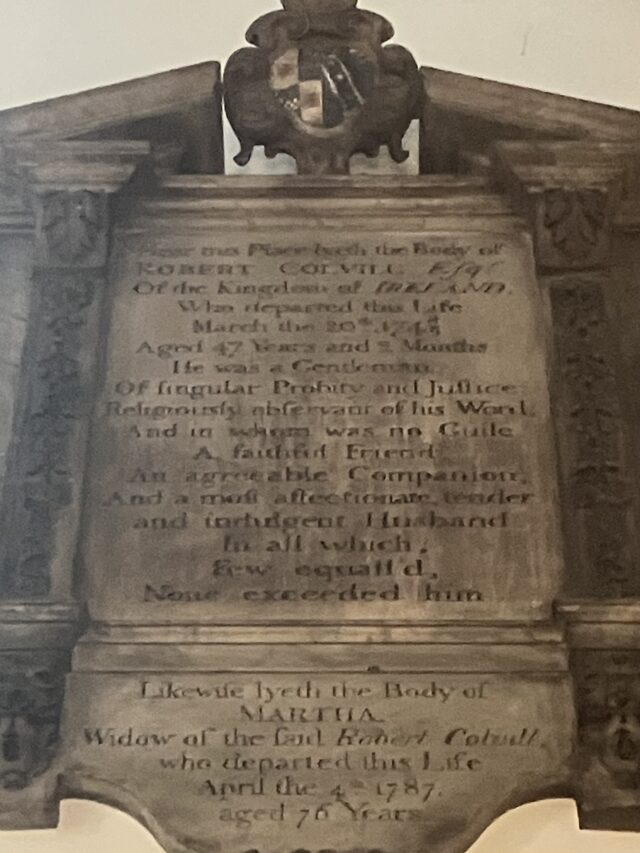 Near this Place lyeth the Body of
ROBERT COLVILL Esqr
Of the Kingdom of IRELAND,
Who departed this Life
March the 20th 174
Aged 47 Years and 2 Months
He was a Gentleman
Of ſingular Probity and Juſtice
Religiouſly obſervant of his Word,
And in whom was no Guile
A faithful Friend
An agreeable Companion,
And a moſt affectionate, tender
and indulgent Husband
In all which,
Few equall'd,
None exceeded him
Likewiſe lyeth the Body of
MARTHA
Widow of the ſaid Robert Colvill,
who departed this Life
April the 4th 1787.
aged 76 Years